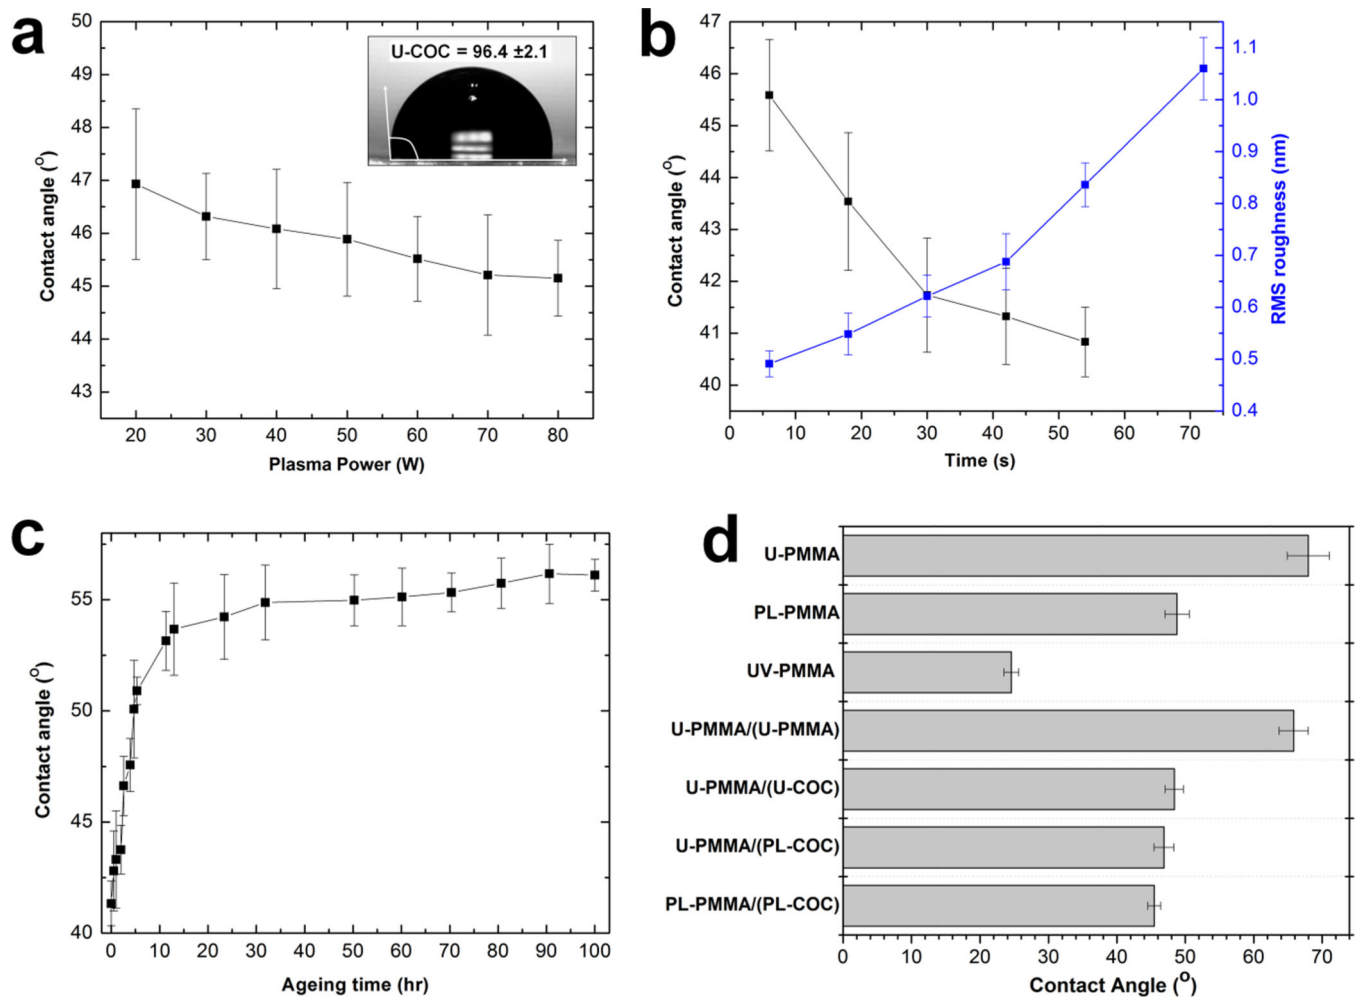 a
50
49
48
47
46
45
44
43
Contact angle (°)
20 30 40 50 60 70 80
Plasma Power (W)
U-COC = 96.4 ±2.1
b
47
46
45
44
43
42
41
40
Contact angle (°)
0 10 20 30 40 50 60 70
Time (s)
1.1
1.0
0.9
0.8
0.7
0.6
0.5
0.4
RMS roughness (nm)
c
55
50
45
40
Contact angle (°)
0 10 20 30 40 50 60 70 80 90 100
Ageing time (hr)
d
U-PMMA
PL-PMMA
UV-PMMA
U-PMMA/(U-PMMA)
U-PMMA/(U-COC)
U-PMMA/(PL-COC)
PL-PMMA/(PL-COC)
0 10 20 30 40 50 60 70
Contact Angle (°)